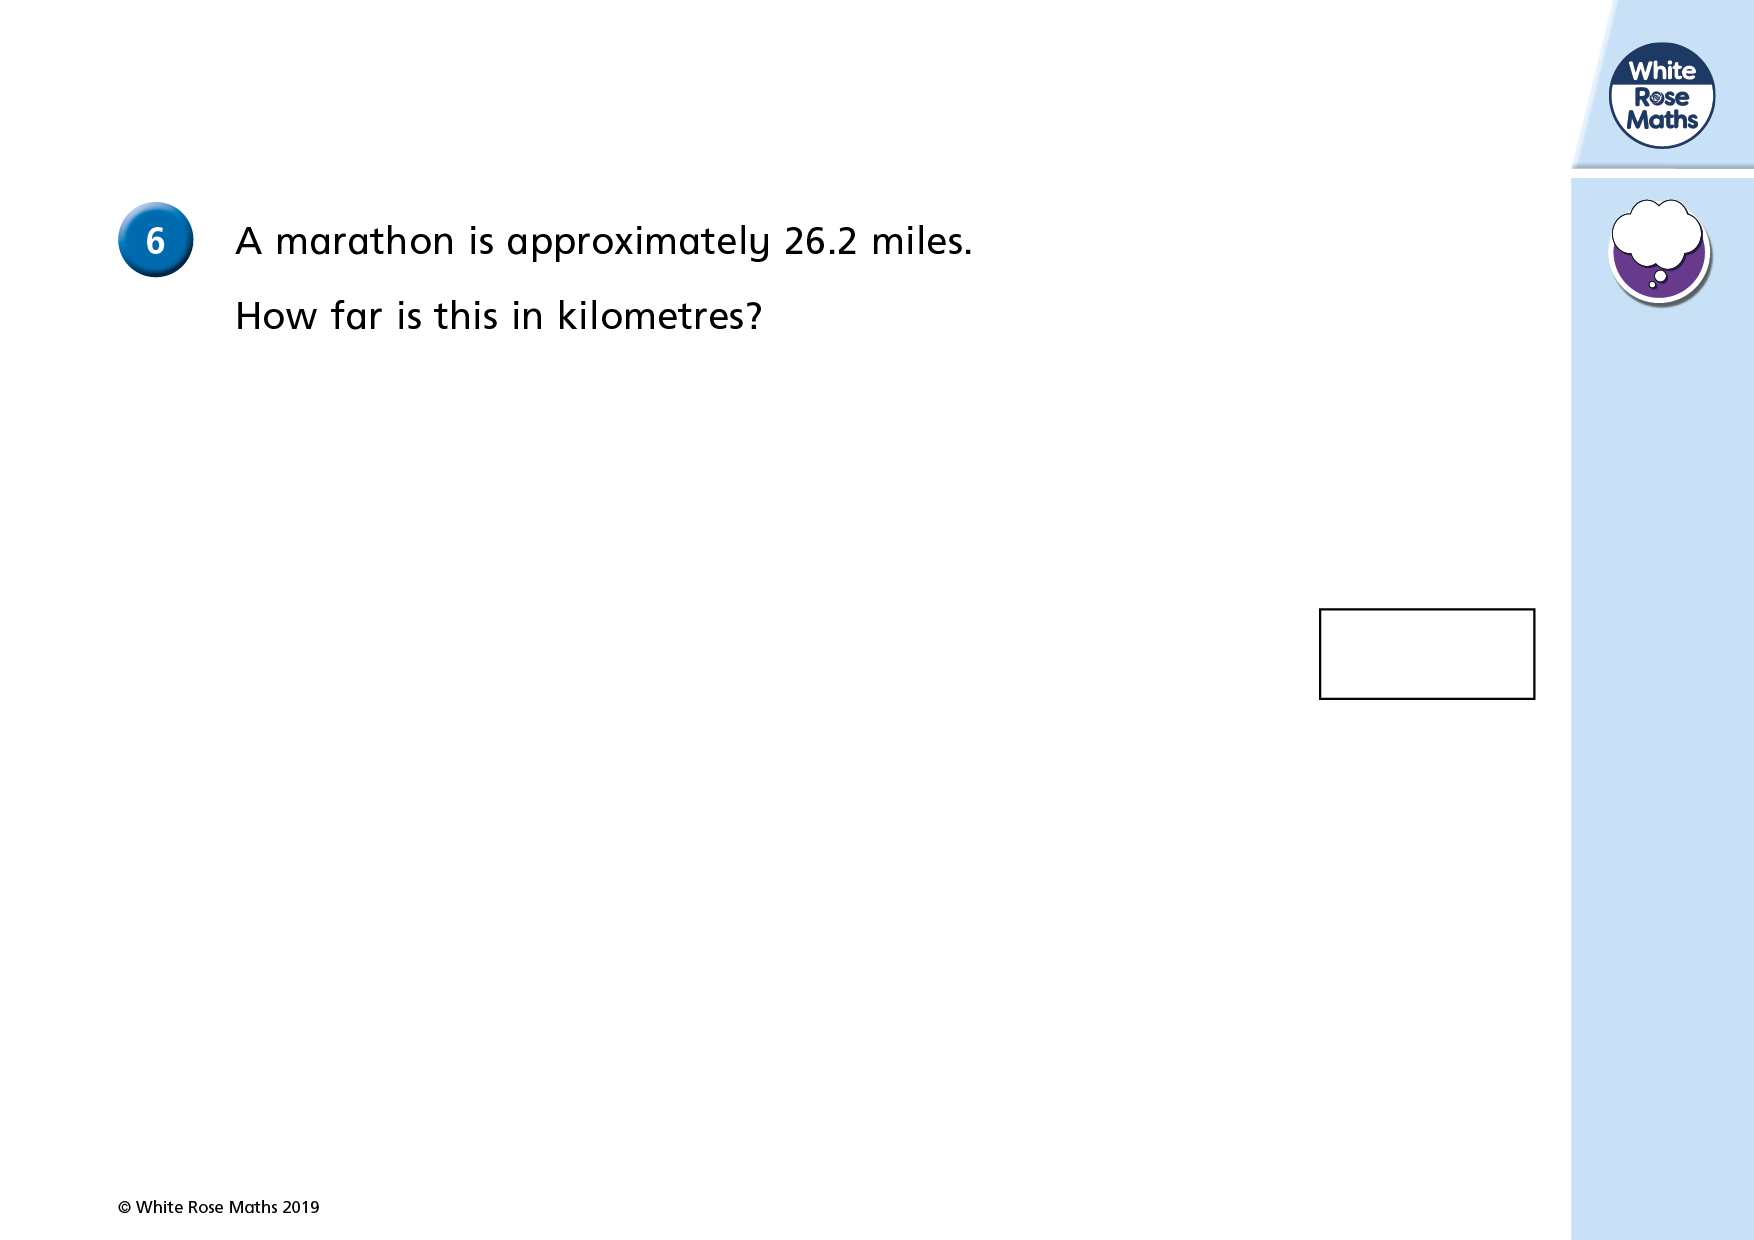 White
Rose
Maths
6
A marathon is approximately 26.2 miles.
How far is this in kilometres?
© White Rose Maths 2019